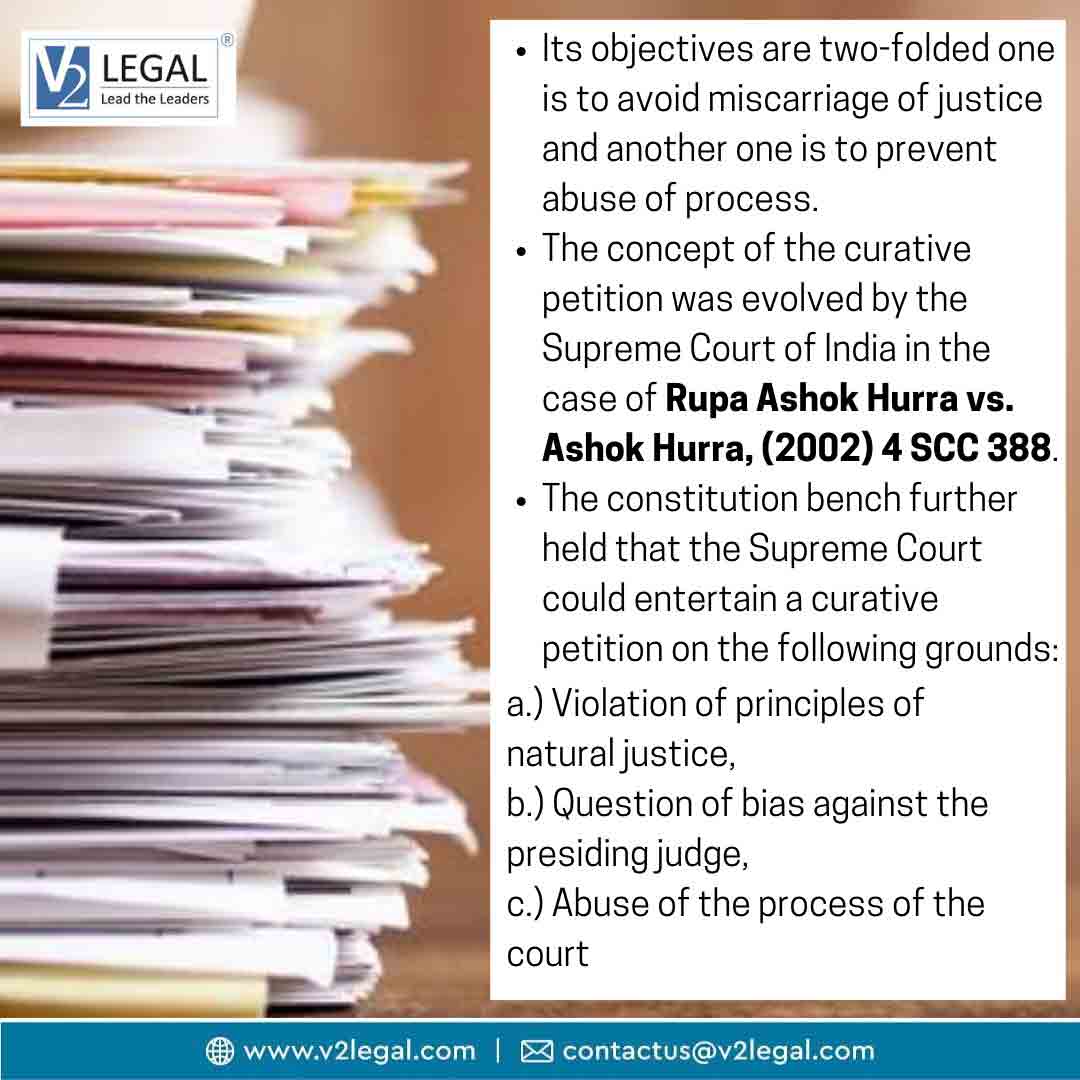 V2 LEGAL ®
Lead the Leaders
• Its objectives are two-folded one
is to avoid miscarriage of justice
and another one is to prevent
abuse of process.
• The concept of the curative
petition was evolved by the
Supreme Court of India in the
case of Rupa Ashok Hurra vs.
Ashok Hurra, (2002) 4 SCC 388.
• The constitution bench further
held that the Supreme Court
could entertain a curative
petition on the following grounds:
a.) Violation of principles of
natural justice,
b.) Question of bias against the
presiding judge,
c.) Abuse of the process of the
court
www.v2legal.com | contactus@v2legal.com